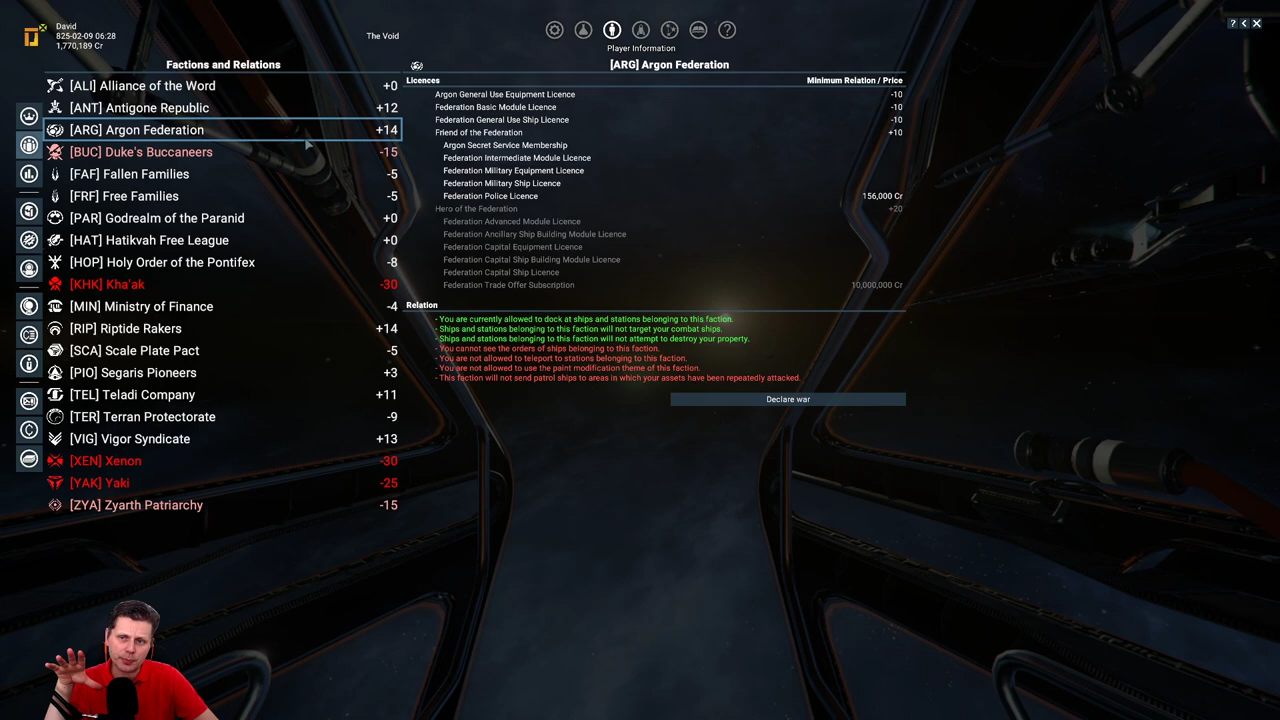 David
825-02-09 06:28
1,770,189 Cr
The Void
Player Information
? < X
Factions and Relations
[ALI] Alliance of the Word +0
[ANT] Antigone Republic +12
[ARG] Argon Federation +14
[BUC] Duke's Buccaneers -15
[FAF] Fallen Families -5
[FRF] Free Families -5
[PAR] Godrealm of the Paranid +0
[HAT] Hatikvah Free League +0
[HOP] Holy Order of the Pontifex -8
[KHK] Kha'ak -30
[MIN] Ministry of Finance -4
[RIP] Riptide Rakers +14
[SCA] Scale Plate Pact -5
[PIO] Segaris Pioneers +3
[TEL] Teladi Company +11
[TER] Terran Protectorate -9
[VIG] Vigor Syndicate +13
[XEN] Xenon -30
[YAK] Yaki -25
[ZYA] Zyarth Patriarchy -15
[ARG] Argon Federation
Licences Minimum Relation / Price
Argon General Use Equipment Licence -10
Federation Basic Module Licence -10
Federation General Use Ship Licence -10
Friend of the Federation +10
Argon Secret Service Membership
Federation Intermediate Module Licence
Federation Military Equipment Licence
Federation Military Ship Licence
Federation Police Licence 156,000 Cr
Hero of the Federation +20
Federation Advanced Module Licence
Federation Ancillary Ship Building Module Licence
Federation Capital Equipment Licence
Federation Capital Ship Building Module Licence
Federation Capital Ship Licence
Federation Trade Offer Subscription 10,000,000 Cr
Relation
- You are currently allowed to dock at ships and stations belonging to this faction.
- Ships and stations belonging to this faction will not target your combat ships.
- Ships and stations belonging to this faction will not attempt to destroy your property.
- You cannot see the orders of ships belonging to this faction.
- You are not allowed to teleport to stations belonging to this faction.
- You are not allowed to use the paint modification theme of this faction.
- This faction will not send patrol ships to areas in which your assets have been repeatedly attacked.
Declare war